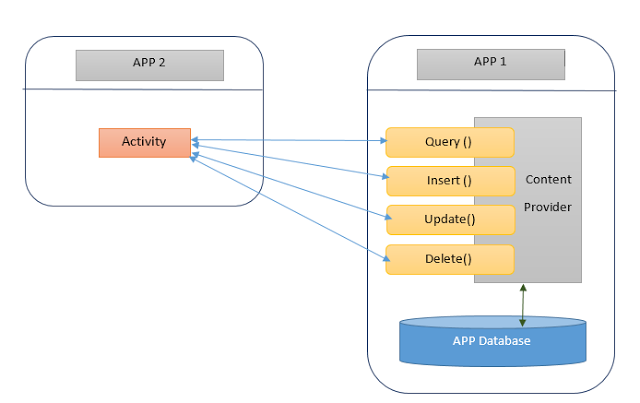 APP 2
APP 1
Activity
Query ()
Insert ()
Update()
Delete()
Content
Provider
APP Database